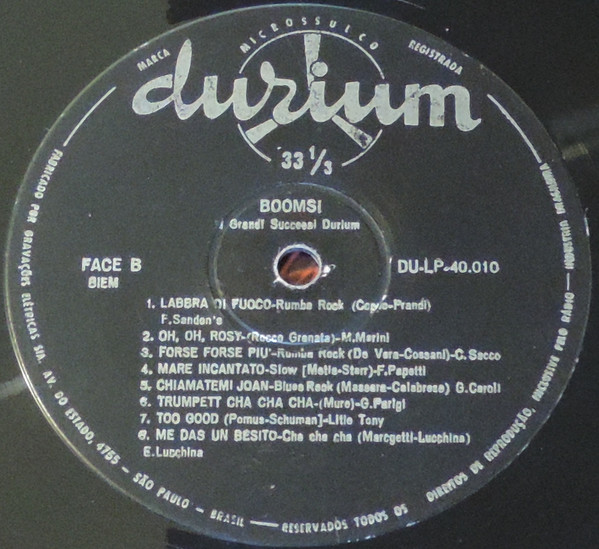 MICROSSULCO
MARCA
REGISTRADA
durium
33 1/3
BOOMS!
I Grandi Successi Durium
FACE B
BIEM
DU-LP-40.010
1. LABBRA DI FUOCO-Rumba Rock (Coppo-Prandi)
F.Sandon's
2. OH, OH, ROSY-(Rocco Granata)-M.Marini
3. FORSE FORSE PIU'-Rumba Rock (De Vera-Cossani)-C.Sacco
4. MARE INCANTATO-Slow [Metis-Sterr)-F.Papetti
5. CHIAMATEMI JOAN-Blues Rock (Massara-Calabrese) G.Caroli
6. TRUMPETT CHA CHA CHA-(Mure)-G.Parigi
7. TOO GOOD (Pomus-Schuman]-Litle Tony
8. ME DAS UN BESITO-Cha cha cha (Marcgetti-Lucchina)
E.Lucchina
FABRICADO POR GRAVAÇÕES ELÉTRICAS S/A. AV. DO ESTADO, 4755 - SÃO PAULO - BRASIL - RESERVADOS TODOS OS DIREITOS DE REPRODUÇÃO, INCLUSIVE PELO RÁDIO - INDÚSTRIA BRASILEIRA